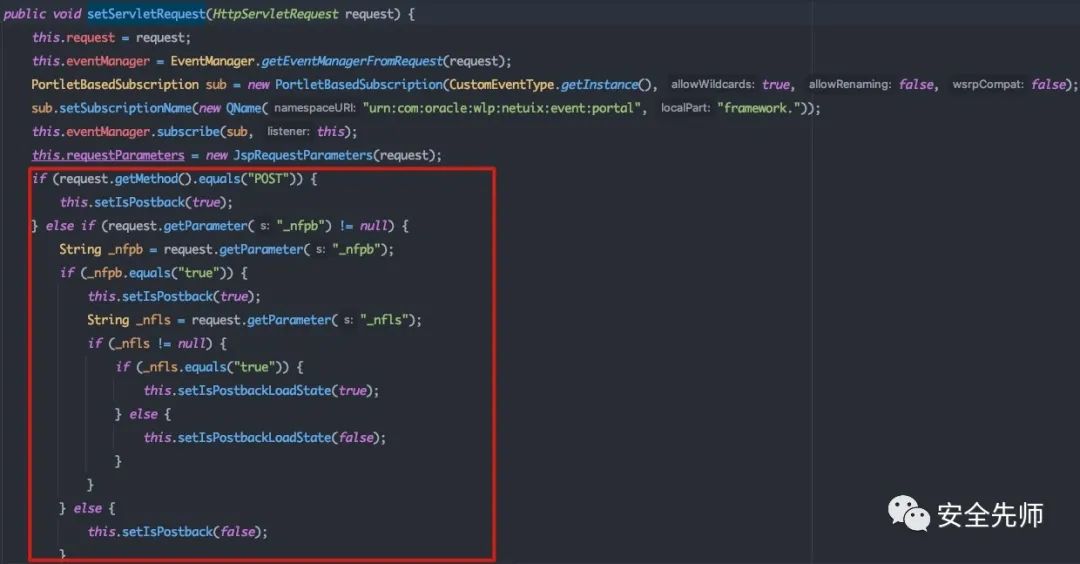 public void setServletRequest(HttpServletRequest request) {
this.request = request;
this.eventManager = EventManager.getEventManagerFromRequest(request);
PortletBasedSubscription sub = new PortletBasedSubscription(CustomEventType.getInstance(), allowWildcards: true, allowRenaming: false, wsrpCompat: false);
sub.setSubscriptionName(new QName( namespaceURI: "urn:com:oracle:wlp:netuix:event:portal", localPart: "framework."));
this.eventManager.subscribe(sub, listener: this);
this.requestParameters = new JspRequestParameters(request);
if (request.getMethod().equals("POST")) {
this.setIsPostback(true);
} else if (request.getParameter( s: "_nfpb") != null) {
String _nfpb = request.getParameter( s: "_nfpb");
if (_nfpb.equals("true")) {
this.setIsPostback(true);
String _nfls = request.getParameter( s: "_nfls");
if (_nfls != null) {
if (_nfls.equals("true")) {
this.setIsPostbackLoadState(true);
} else {
this.setIsPostbackLoadState(false);
}
}
} else {
this.setIsPostback(false);
}
安全先师